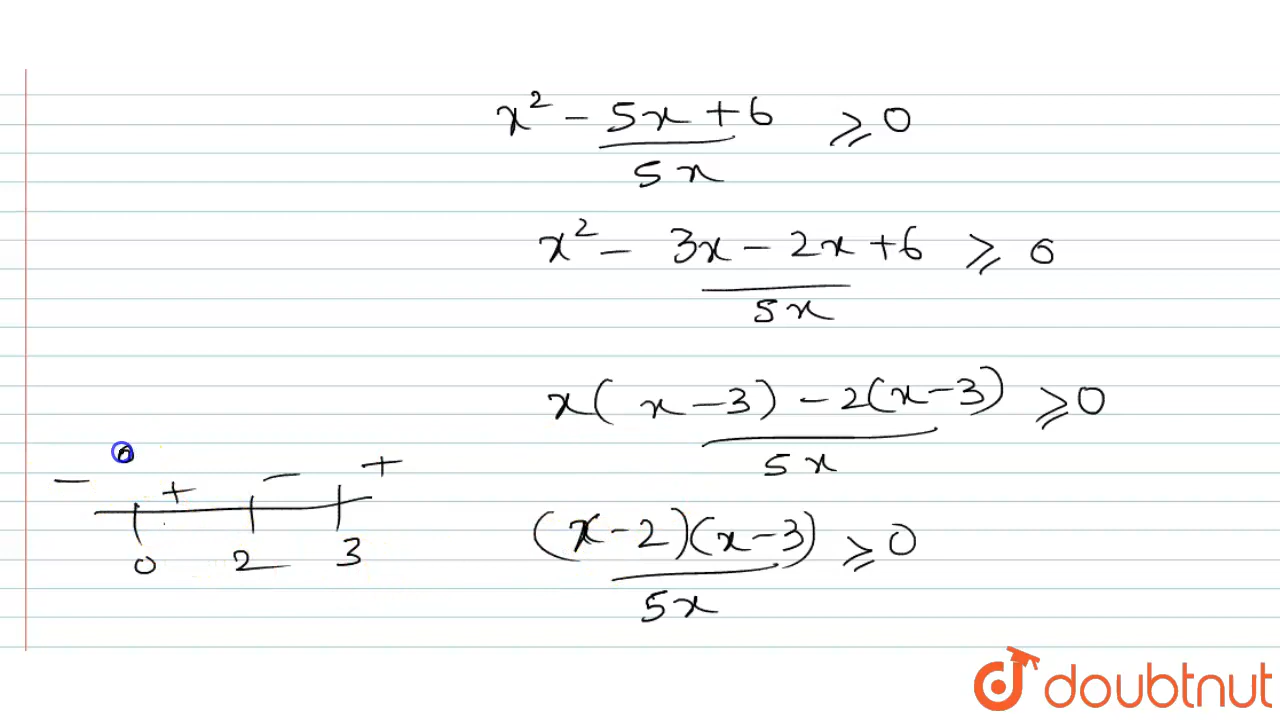 x² - 5x + 6 ⩾ 0
5x
x² - 3x - 2x + 6 ⩾ 0
5x
x( x - 3) - 2(x - 3) ⩾ 0
5x
(x - 2)(x - 3) ⩾ 0
5x
- + - +
0 2 3
doubtnut